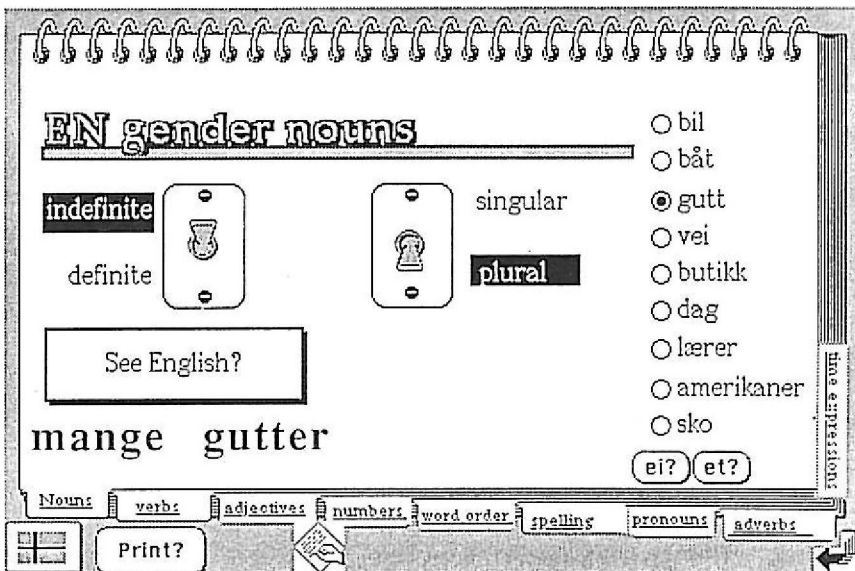 EN gender nouns
indefinite
definite
singular
plural
See English?
mange gutter
bil
båt
gutt
vei
butikk
dag
lærer
amerikaner
sko
ei? et?
time expressions
Nouns verbs adjectives numbers word order spelling pronouns adverbs
Print?